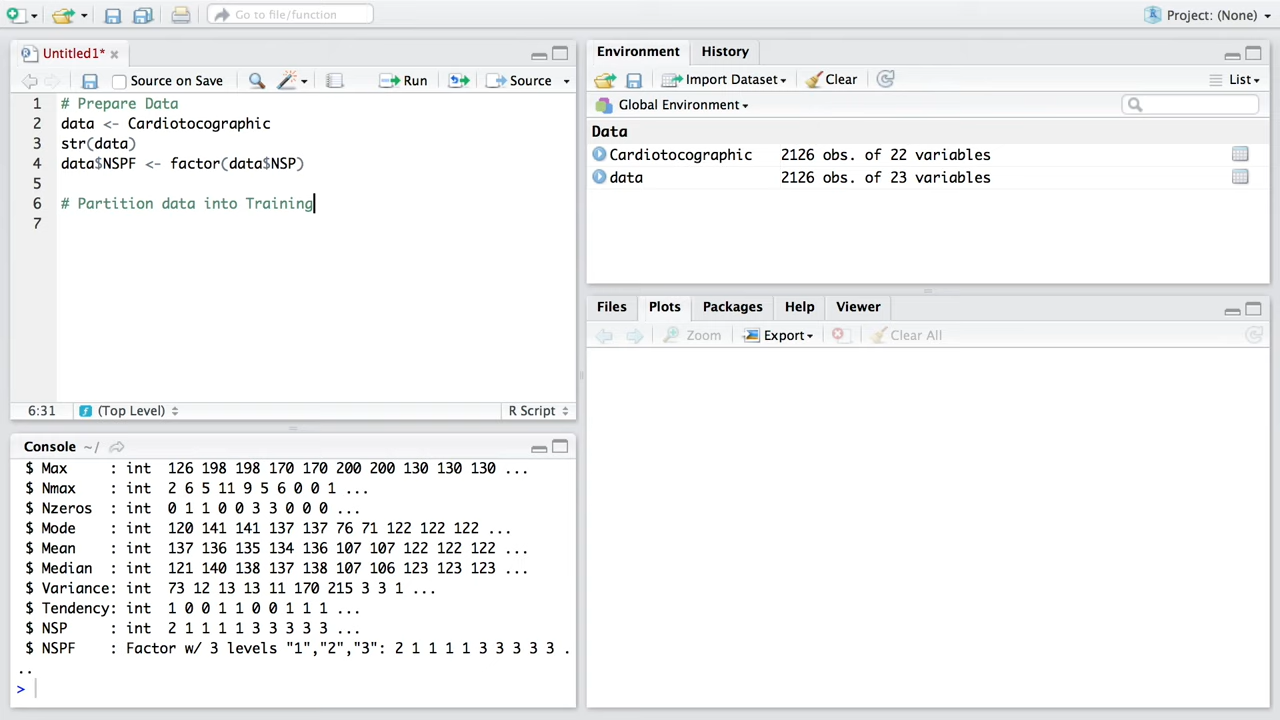 Go to file/function
Project: (None)
Untitled1*
Source on Save
Run
Source
1 # Prepare Data
2 data <- Cardiotocographic
3 str(data)
4 data$NSPF <- factor(data$NSP)
5
6 # Partition data into Training
7
6:31
(Top Level)
R Script
Console ~/
$ Max     : int  126 198 198 170 170 200 200 130 130 130 ...
$ Nmax    : int  2 6 5 11 9 5 6 0 0 1 ...
$ Nzeros  : int  0 1 1 0 0 3 3 0 0 0 ...
$ Mode    : int  120 141 141 137 137 76 71 122 122 122 ...
$ Mean    : int  137 136 135 134 136 107 107 122 122 122 ...
$ Median  : int  121 140 138 137 138 107 106 123 123 123 ...
$ Variance: int  73 12 13 13 11 170 215 3 3 1 ...
$ Tendency: int  1 0 0 1 1 0 0 1 1 1 ...
$ NSP     : int  2 1 1 1 1 3 3 3 3 3 ...
$ NSPF    : Factor w/ 3 levels "1","2","3": 2 1 1 1 1 3 3 3 3 3 .
..
>
Environment History
Import Dataset Clear List
Global Environment
Data
Cardiotocographic 2126 obs. of 22 variables
data 2126 obs. of 23 variables
Files Plots Packages Help Viewer
Zoom Export Clear All